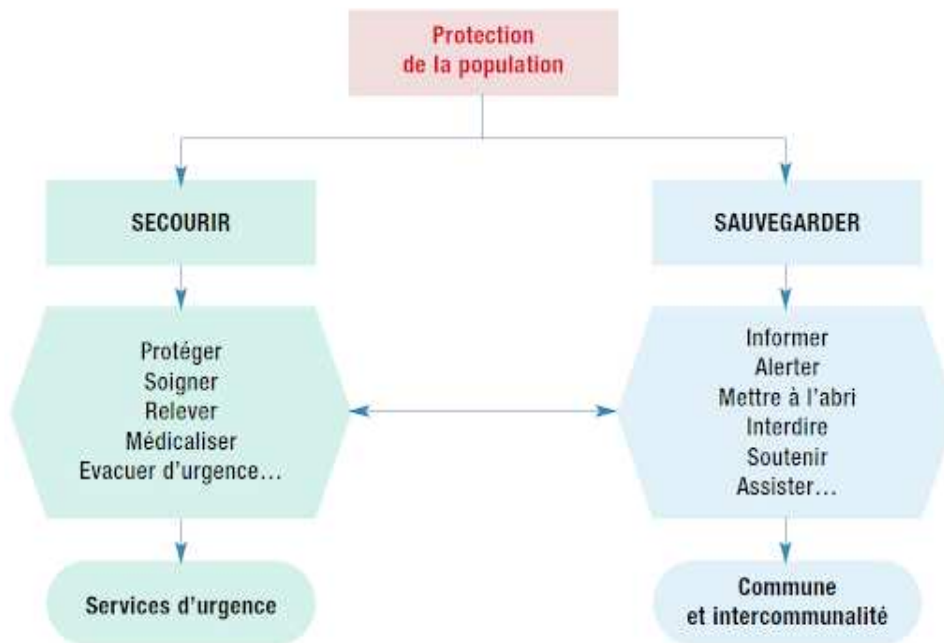 Protection
de la population
SECOURIR
SAUVEGARDER
Protéger
Soigner
Relever
Médicaliser
Evacuer d’urgence…
Informer
Alerter
Mettre à l’abri
Interdire
Soutenir
Assister…
Services d’urgence
Commune
et intercommunalité